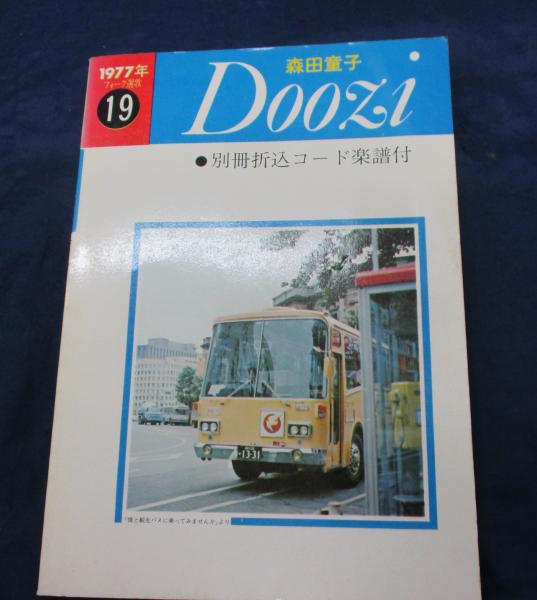 1977年
フォーク選歌
19
森田童子
Doozi
●別冊折込コード楽譜付
13-31
「僕と観光バスに乗ってみませんか」より